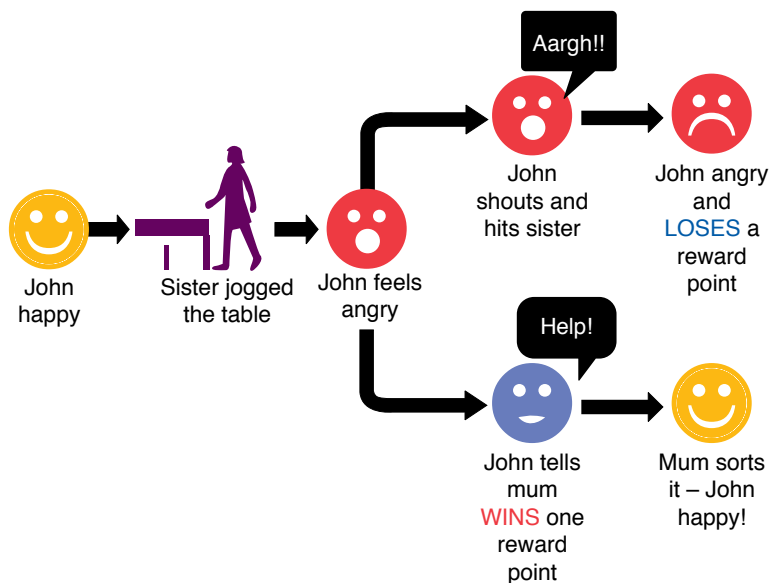 John
happy
Sister jogged
the table
John feels
angry
Aargh!!
John
shouts and
hits sister
John angry
and
LOSES a
reward
point
Help!
John tells
mum
WINS one
reward
point
Mum sorts
it – John
happy!